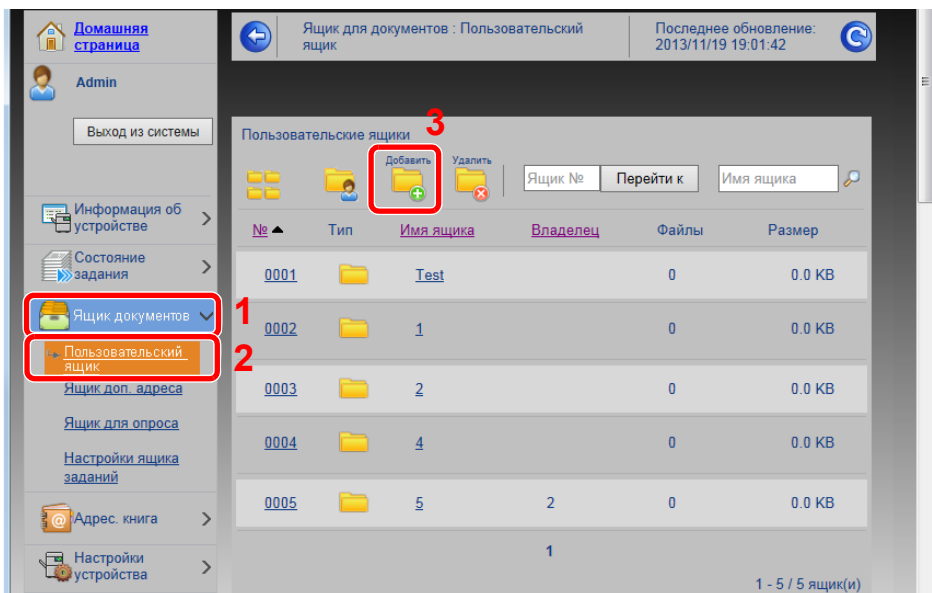 Домашняя
страница
Admin
Выход из системы
Информация об
устройстве
Состояние
задания
Ящик документов
1
Пользовательский
ящик
2
Ящик доп. адреса
Ящик для опроса
Настройки ящика
заданий
Адрес. книга
Настройки
устройства
Ящик для документов : Пользовательский
ящик
Последнее обновление:
2013/11/19 19:01:42
Пользовательские ящики
3
Добавить Удалить
Ящик № Перейти к Имя ящика
№ Тип Имя ящика Владелец Файлы Размер
0001 Test 0 0.0 KB
0002 1 0 0.0 KB
0003 2 0 0.0 KB
0004 4 0 0.0 KB
0005 5 2 0 0.0 KB
1
1 - 5 / 5 ящик(и)